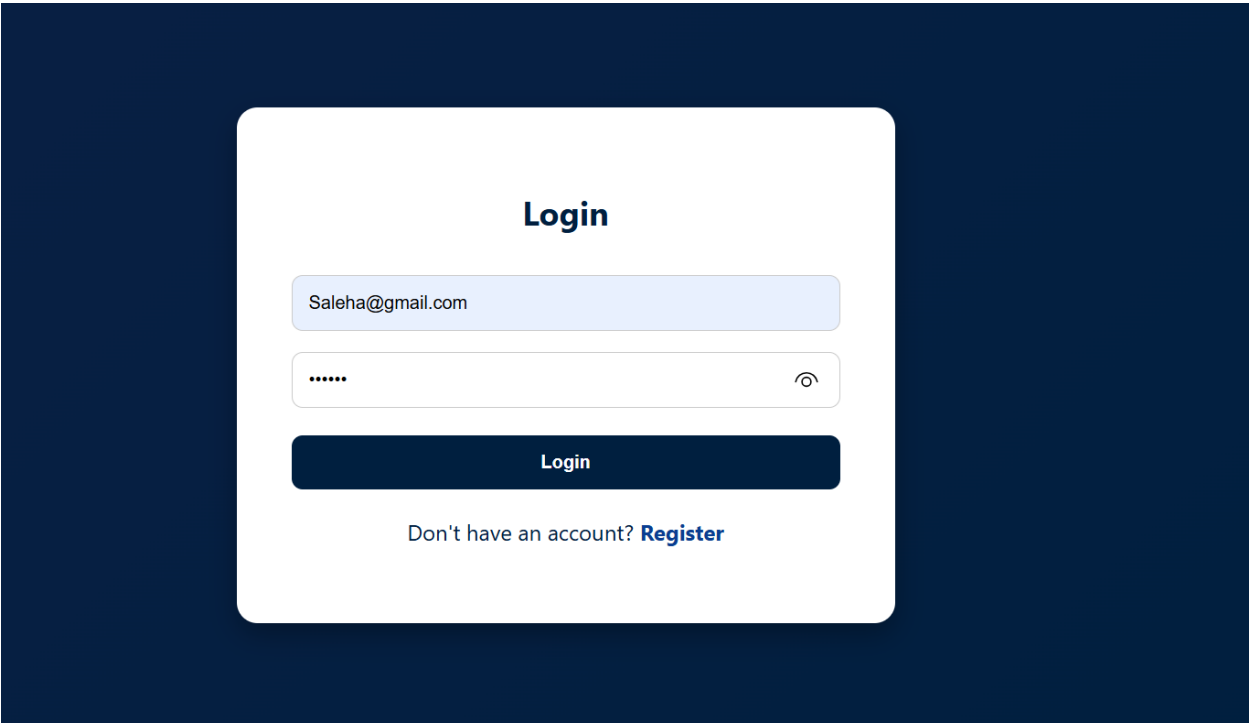 Login
Saleha@gmail.com
••••••
Login
Don't have an account? Register